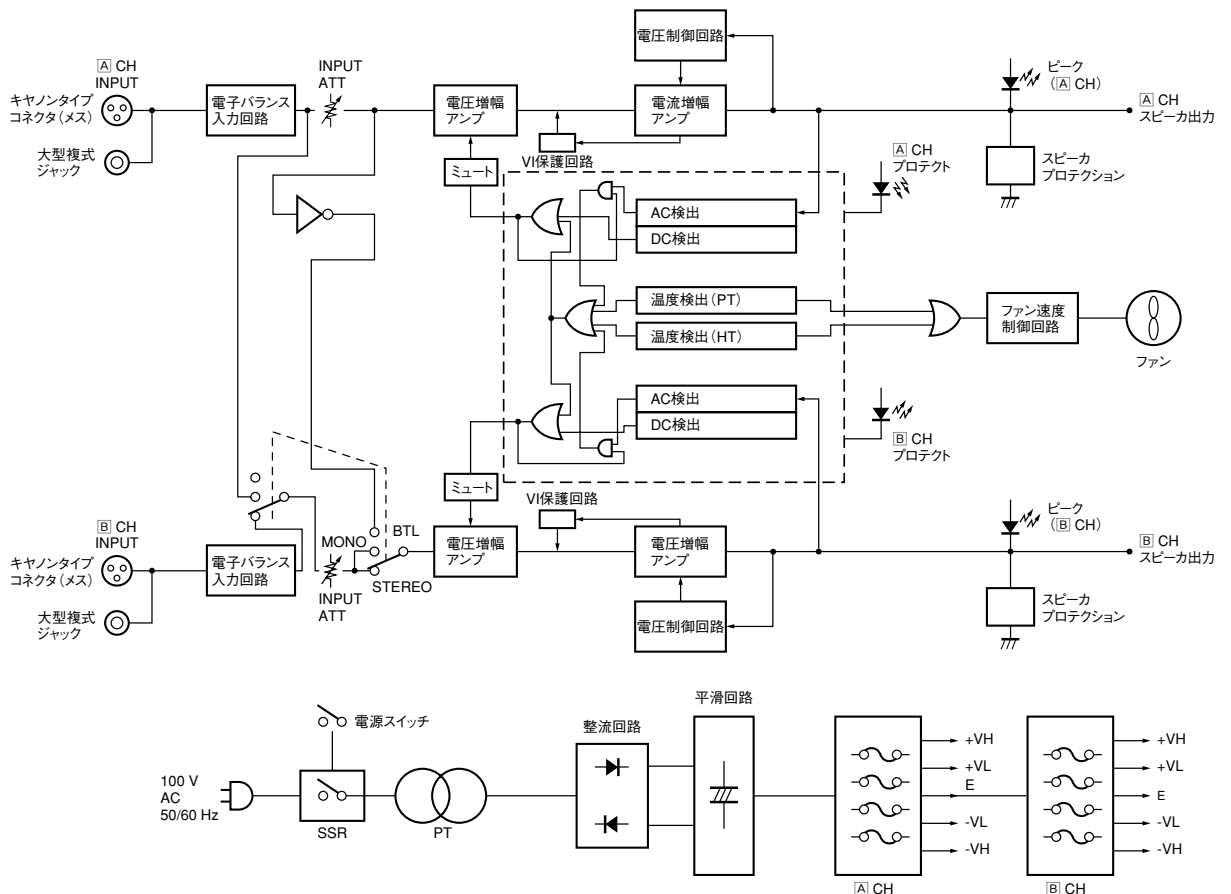 電圧制御回路
A CH
INPUT
INPUT
ATT
キヤノンタイプ
コネクタ（メス）
電子バランス
入力回路
電圧増幅
アンプ
電流増幅
アンプ
ピーク
（A CH）
A CH
スピーカ出力
大型複式
ジャック
ミュート
VI保護回路
A CH
プロテクト
スピーカ
プロテクション
AC検出
DC検出
温度検出（PT）
温度検出（HT）
ファン速度
制御回路
ファン
AC検出
DC検出
B CH
プロテクト
ミュート
VI保護回路
B CH
INPUT
MONO
BTL
STEREO
キヤノンタイプ
コネクタ（メス）
電子バランス
入力回路
INPUT
ATT
電圧増幅
アンプ
電圧増幅
アンプ
ピーク
（B CH）
B CH
スピーカ出力
大型複式
ジャック
電圧制御回路
スピーカ
プロテクション
電源スイッチ
100 V
AC
50/60 Hz
SSR
PT
整流回路
平滑回路
+VH
+VL
E
-VL
-VH
A CH
+VH
+VL
E
-VL
-VH
B CH